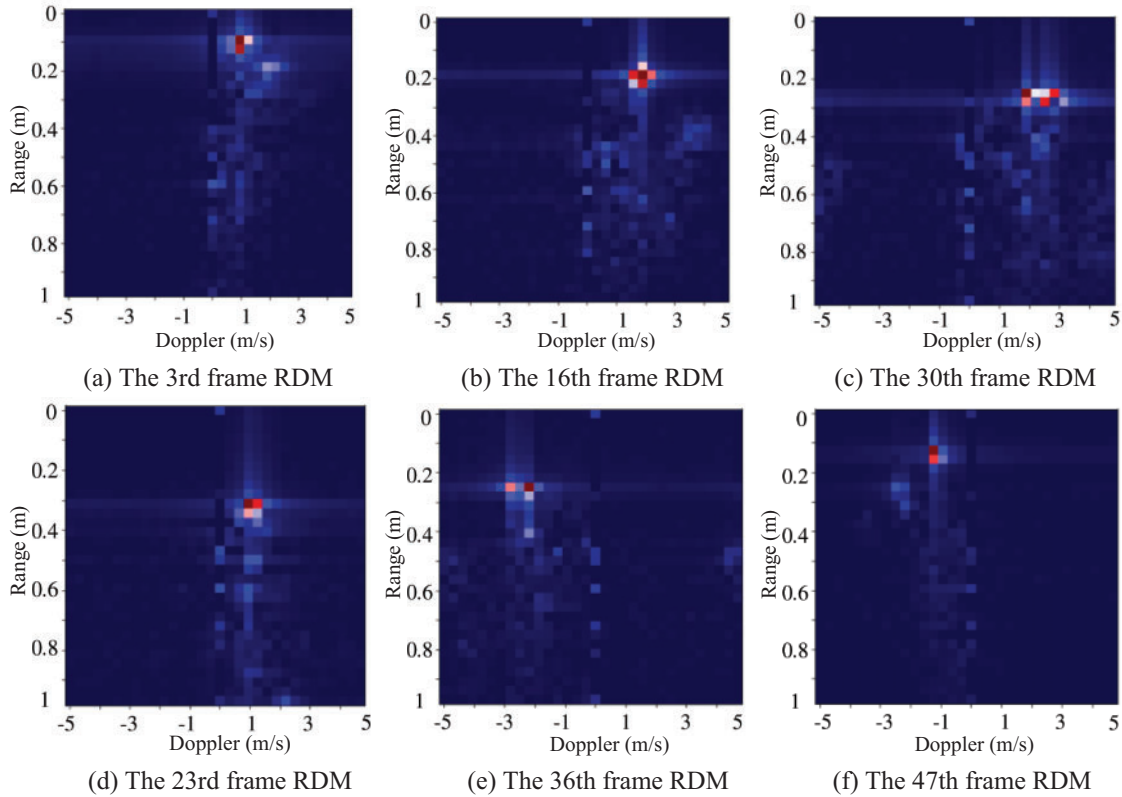 0
0.2
0.4
0.6
0.8
1
Range (m)
-5 -3 -1 1 3 5
Doppler (m/s)
(a) The 3rd frame RDM
0
0.2
0.4
0.6
0.8
1
Range (m)
-5 -3 -1 1 3 5
Doppler (m/s)
(b) The 16th frame RDM
0
0.2
0.4
0.6
0.8
1
Range (m)
-5 -3 -1 1 3 5
Doppler (m/s)
(c) The 30th frame RDM
0
0.2
0.4
0.6
0.8
1
Range (m)
-5 -3 -1 1 3 5
Doppler (m/s)
(d) The 23rd frame RDM
0
0.2
0.4
0.6
0.8
1
Range (m)
-5 -3 -1 1 3 5
Doppler (m/s)
(e) The 36th frame RDM
0
0.2
0.4
0.6
0.8
1
Range (m)
-5 -3 -1 1 3 5
Doppler (m/s)
(f) The 47th frame RDM